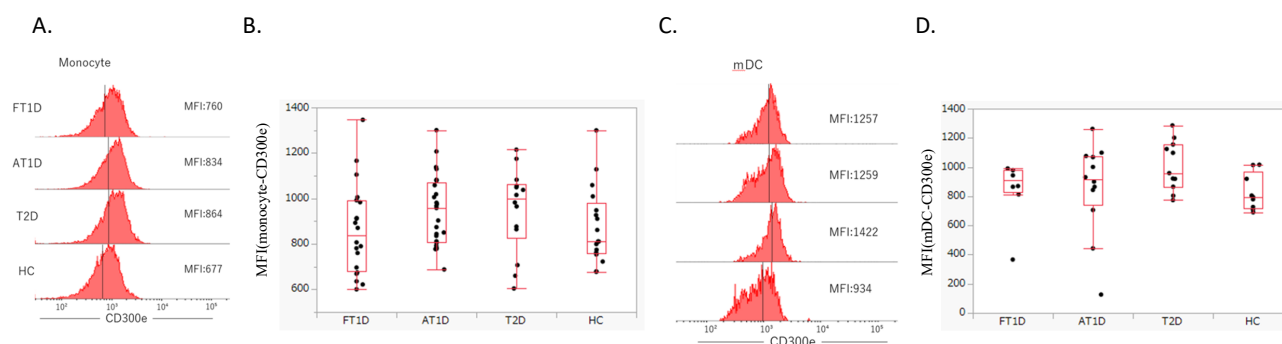 A.
B.
C.
D.
Monocyte
FT1D
MFI:760
AT1D
MFI:834
T2D
MFI:864
HC
MFI:677
10²
10³
10⁴
10⁵
CD300e
MFI(monocyte-CD300e)
1400
1200
1000
800
600
FT1D
AT1D
T2D
HC
mDC
MFI:1257
MFI:1259
MFI:1422
MFI:934
10²
10³
10⁴
10⁵
CD300e
MFI(mDC-CD300e)
1400
1200
1000
800
600
400
200
0
FT1D
AT1D
T2D
HC